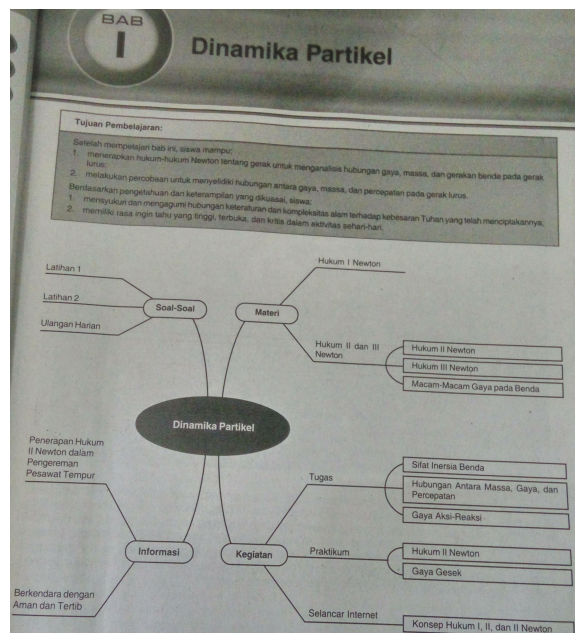 BAB
I
Dinamika Partikel
Tujuan Pembelajaran:
Setelah mempelajari bab ini, siswa mampu:
1. menerapkan hukum-hukum Newton tentang gerak untuk menganalisis hubungan gaya, massa, dan gerakan benda pada gerak
lurus;
2. melakukan percobaan untuk menyelidiki hubungan antara gaya, massa, dan percepatan pada gerak lurus.
Berdasarkan pengetahuan dan keterampilan yang dikuasai, siswa:
1. mensyukuri dan mengagumi hubungan keteraturan dan kompleksitas alam terhadap kebesaran Tuhan yang telah menciptakannya;
2. memiliki rasa ingin tahu yang tinggi, terbuka, dan kritis dalam aktivitas sehari-hari.
Latihan 1
Latihan 2
Ulangan Harian
Soal-Soal
Materi
Hukum I Newton
Hukum II dan III
Newton
Hukum II Newton
Hukum III Newton
Macam-Macam Gaya pada Benda
Dinamika Partikel
Penerapan Hukum
II Newton dalam
Pengereman
Pesawat Tempur
Informasi
Berkendara dengan
Aman dan Tertib
Kegiatan
Tugas
Sifat Inersia Benda
Hubungan Antara Massa, Gaya, dan
Percepatan
Gaya Aksi-Reaksi
Praktikum
Hukum II Newton
Gaya Gesek
Selancar Internet
Konsep Hukum I, II, dan II Newton